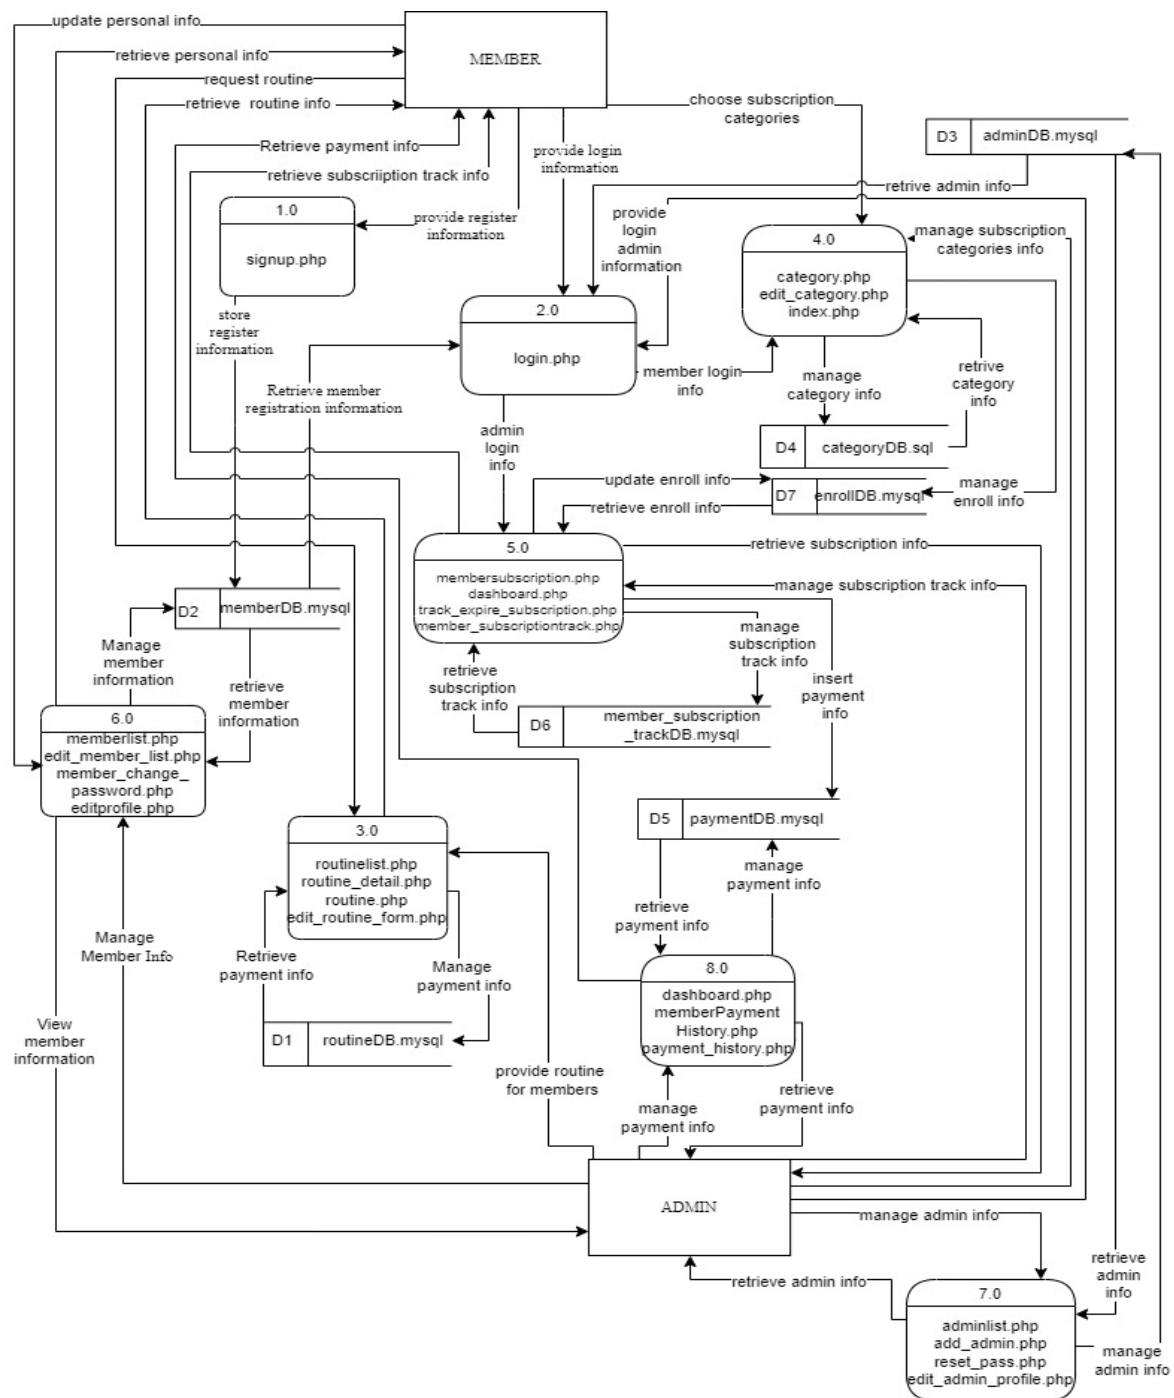 update personal info
MEMBER
retrieve personal info
request routine
retrieve routine info
choose subscription
categories
Retrieve payment info
retrieve subscriiption track info
provide login
information
D3
adminDB.mysql
retrive admin info
1.0
signup.php
provide register
information
provide
login
admin
information
4.0
category.php
edit_category.php
index.php
manage subscription
categories info
store
register
information
2.0
login.php
member login
info
manage
category info
retrive
category
info
Retrieve member
registration information
admin
login
info
D4
categoryDB.sql
update enroll info
D7
enrollDB.mysql
manage
enroll info
retrieve enroll info
5.0
membersubscription.php
dashboard.php
track_expire_subscription.php
member_subscriptiontrack.php
retrieve subscription info
manage subscription track info
D2
memberDB.mysql
manage
subscription
track info
Manage
member
information
retrieve
member
information
retrieve
subscription
track info
insert
payment
info
6.0
memberlist.php
edit_member_list.php
member_change_
password.php
editprofile.php
D6
member_subscription
_trackDB.mysql
3.0
routinelist.php
routine_detail.php
routine.php
edit_routine_form.php
D5
paymentDB.mysql
manage
payment info
retrieve
payment info
Manage
Member Info
Retrieve
payment info
Manage
payment info
8.0
dashboard.php
memberPayment
History.php
payment_history.php
View
member
information
D1
routineDB.mysql
provide routine
for members
manage
payment info
retrieve
payment info
ADMIN
manage admin info
retrieve
admin
info
retrieve admin info
7.0
adminlist.php
add_admin.php
reset_pass.php
edit_admin_profile.php
manage
admin info